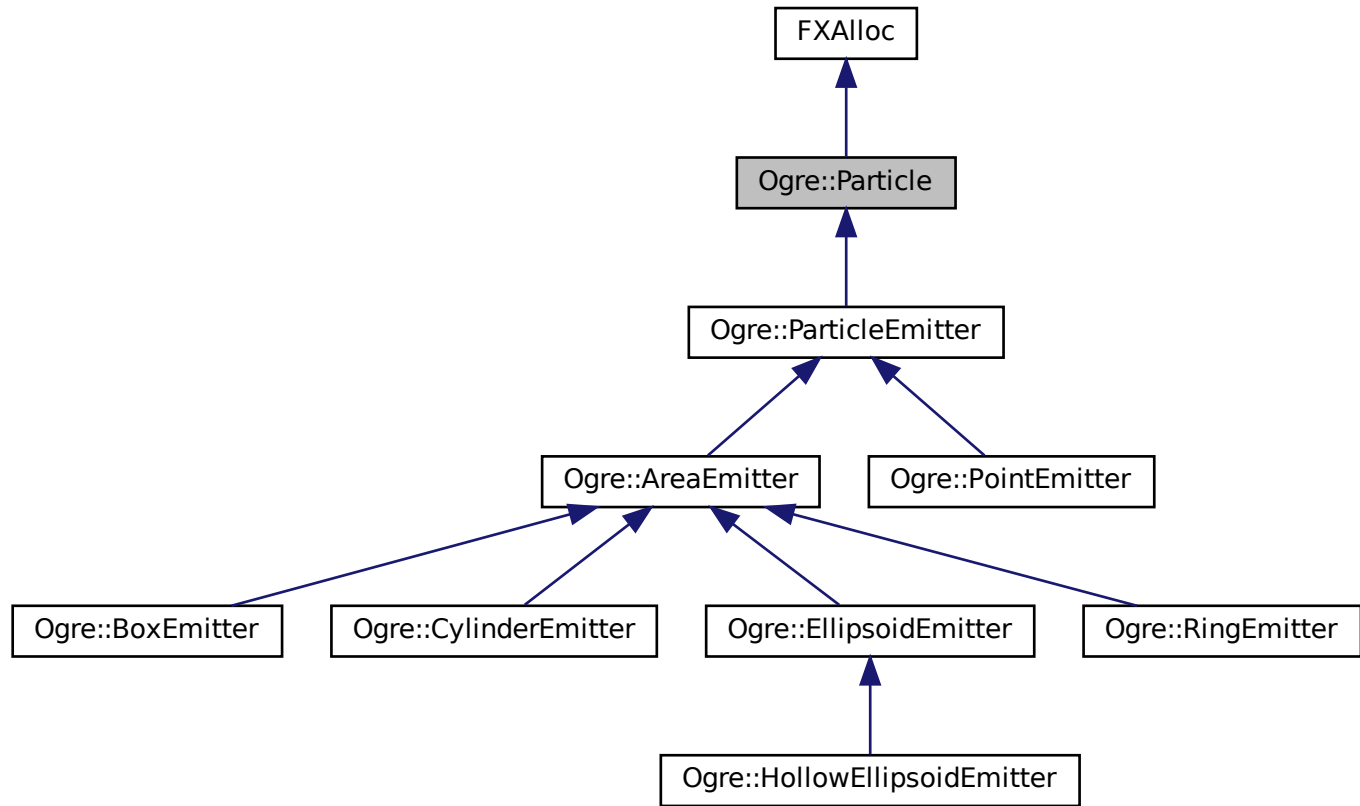 FXAlloc
Ogre::Particle
Ogre::ParticleEmitter
Ogre::AreaEmitter
Ogre::PointEmitter
Ogre::BoxEmitter
Ogre::CylinderEmitter
Ogre::EllipsoidEmitter
Ogre::RingEmitter
Ogre::HollowEllipsoidEmitter